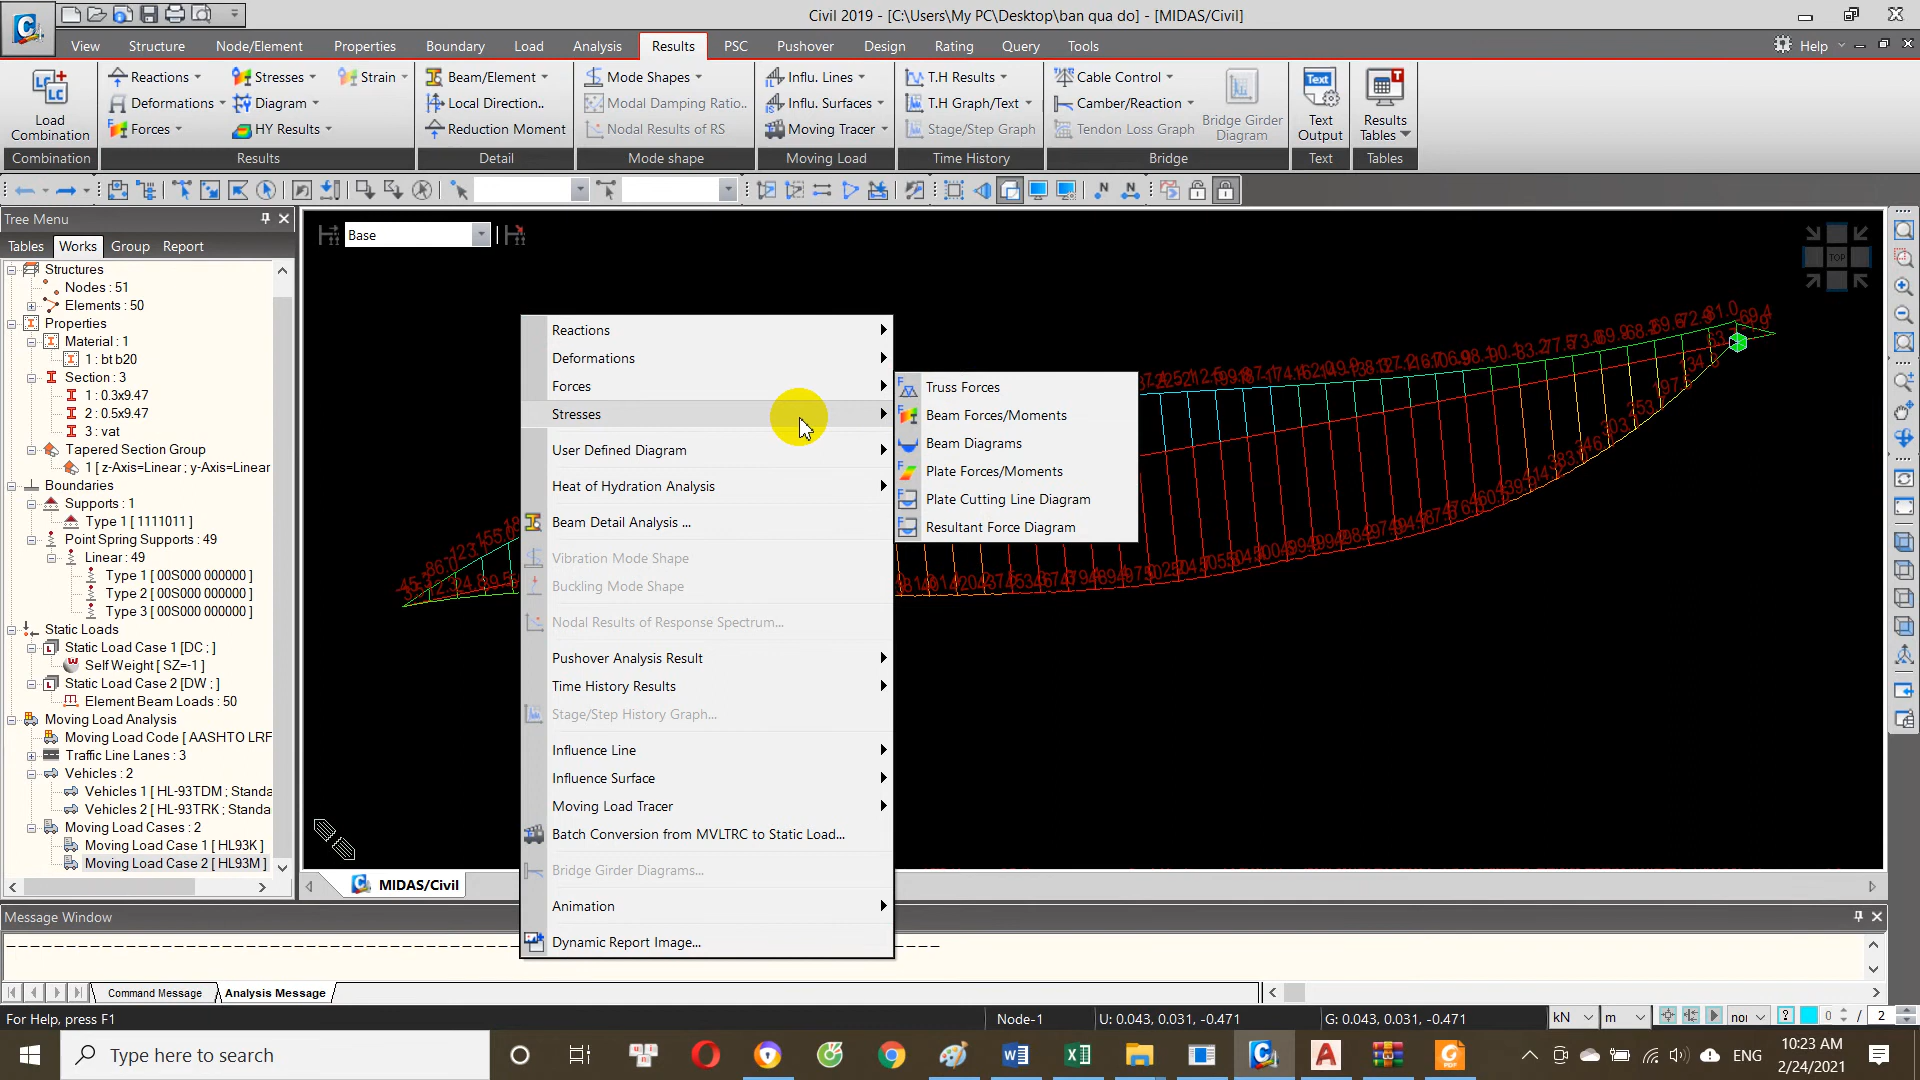 Civil 2019 - [C:\Users\My PC\Desktop\ban qua do] - [MIDAS/Civil]
View Structure Node/Element Properties Boundary Load Analysis Results PSC Pushover Design Rating Query Tools Help
Load Combination
Reactions Stresses Strain
Deformations Diagram
Forces HY Results
Beam/Element
Local Direction..
Reduction Moment
Mode Shapes
Modal Damping Ratio..
Nodal Results of RS
Influ. Lines
Influ. Surfaces
Moving Tracer
T.H Results
T.H Graph/Text
Stage/Step Graph
Cable Control
Camber/Reaction
Tendon Loss Graph
Bridge Girder Diagram
Text Output
Results Tables
Combination Results Detail Mode shape Moving Load Time History Bridge Text Tables
Tree Menu
Tables Works Group Report
Structures
Nodes : 51
Elements : 50
Properties
Material : 1
1 : bt b20
Section : 3
1 : 0.3x9.47
2 : 0.5x9.47
3 : vat
Tapered Section Group
1 [ z-Axis=Linear ; y-Axis=Linear
Boundaries
Supports : 1
Type 1 [ 1111011 ]
Point Spring Supports : 49
Linear : 49
Type 1 [ 00S000 000000 ]
Type 2 [ 00S000 000000 ]
Type 3 [ 00S000 000000 ]
Static Loads
Static Load Case 1 [DC ; ]
Self Weight [ SZ=-1 ]
Static Load Case 2 [DW ; ]
Element Beam Loads : 50
Moving Load Analysis
Moving Load Code [ AASHTO LRF
Traffic Line Lanes : 3
Vehicles : 2
Vehicles 1 [ HL-93TDM ; Standa
Vehicles 2 [ HL-93TRK ; Standa
Moving Load Cases : 2
Moving Load Case 1 [ HL93K ]
Moving Load Case 2 [ HL93M ]
Base
TOP
Reactions
Deformations
Forces
Stresses
User Defined Diagram
Heat of Hydration Analysis
Beam Detail Analysis ...
Vibration Mode Shape
Buckling Mode Shape
Nodal Results of Response Spectrum...
Pushover Analysis Result
Time History Results
Stage/Step History Graph...
Influence Line
Influence Surface
Moving Load Tracer
Batch Conversion from MVLTRC to Static Load...
Bridge Girder Diagrams...
Animation
Dynamic Report Image...
Truss Forces
Beam Forces/Moments
Beam Diagrams
Plate Forces/Moments
Plate Cutting Line Diagram
Resultant Force Diagram
MIDAS/Civil
Message Window
Command Message Analysis Message
For Help, press F1
Node-1
U: 0.043, 0.031, -0.471
G: 0.043, 0.031, -0.471
kN m nor 0 / 2
Type here to search
ENG
10:23 AM
2/24/2021